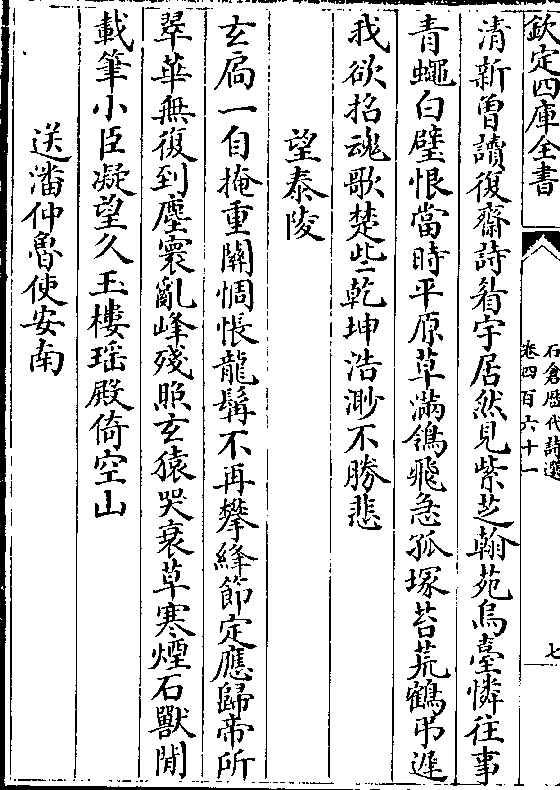 欽定四庫全書
石倉歷代詩選
卷四百六十一
七
清新曾讀復齋詩眉宇居然見紫芝翰苑烏臺憐往事
青蠅白璧恨當時平原草滿鴒飛急孤塚苔荒鶴弔遲
我欲招魂歌楚些乾坤浩渺不勝悲
望泰陵
玄扃一自掩重關惆悵龍髯不再攀絳節定應歸帝所
翠華無復到塵寰亂峰殘照玄猿哭衰草寒煙石獸閒
載筆小臣凝望久玉樓瑶殿倚空山
送潘仲魯使安南